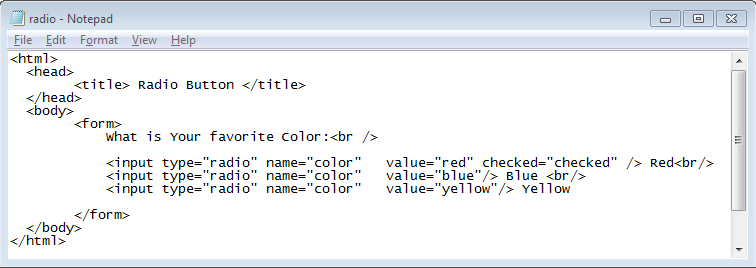 radio - Notepad
File Edit Format View Help
<html>
<head>
<title> Radio Button </title>
</head>
<body>
<form>
What is Your favorite Color:<br />
<input type="radio" name="color"   value="red" checked="checked" /> Red<br/>
<input type="radio" name="color"   value="blue"/> Blue <br/>
<input type="radio" name="color"   value="yellow"/> Yellow
</form>
</body>
</html>